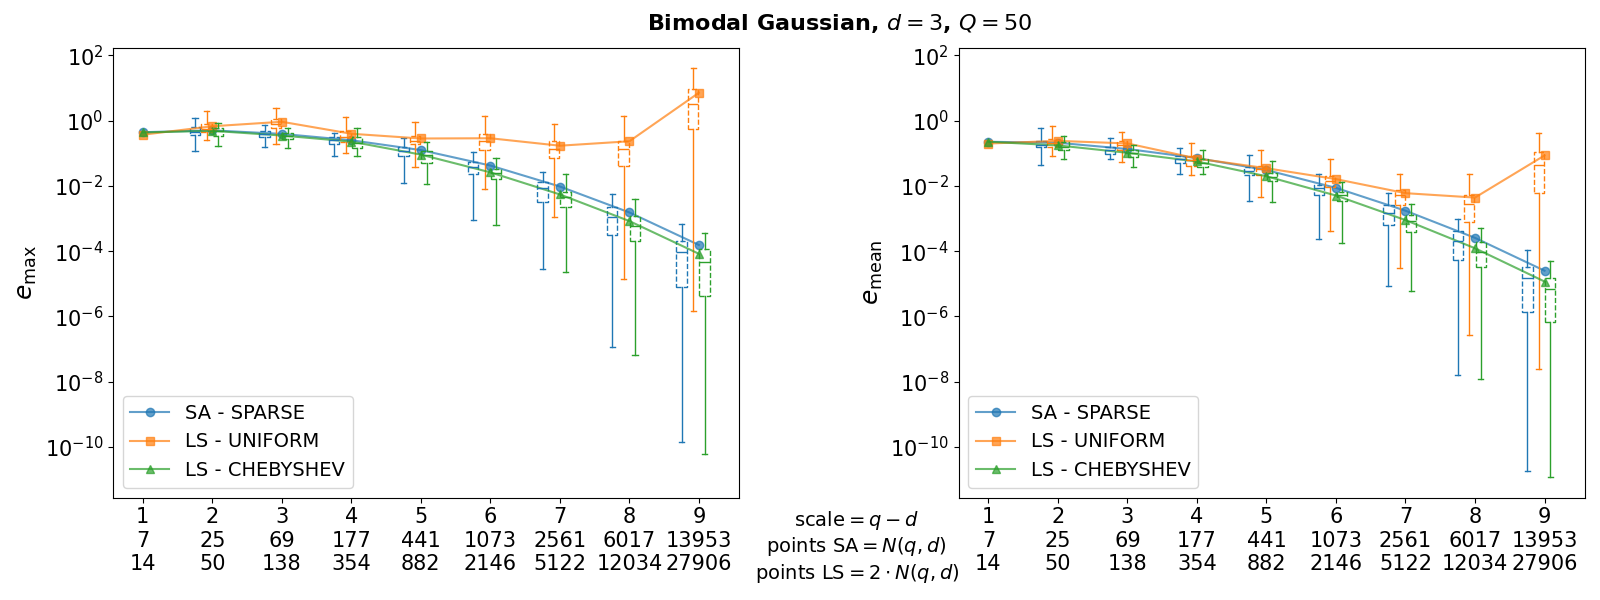 Bimodal Gaussian, d = 3, Q = 50
10^2
10^0
10^−2
10^−4
10^−6
10^−8
10^−10
e_max
SA - SPARSE
LS - UNIFORM
LS - CHEBYSHEV
1 2 3 4 5 6 7 8 9
7 25 69 177 441 1073 2561 6017 13953
14 50 138 354 882 2146 5122 12034 27906
scale = q − d
points SA = N(q, d)
points LS = 2 · N(q, d)
10^2
10^0
10^−2
10^−4
10^−6
10^−8
10^−10
e_mean
SA - SPARSE
LS - UNIFORM
LS - CHEBYSHEV
1 2 3 4 5 6 7 8 9
7 25 69 177 441 1073 2561 6017 13953
14 50 138 354 882 2146 5122 12034 27906